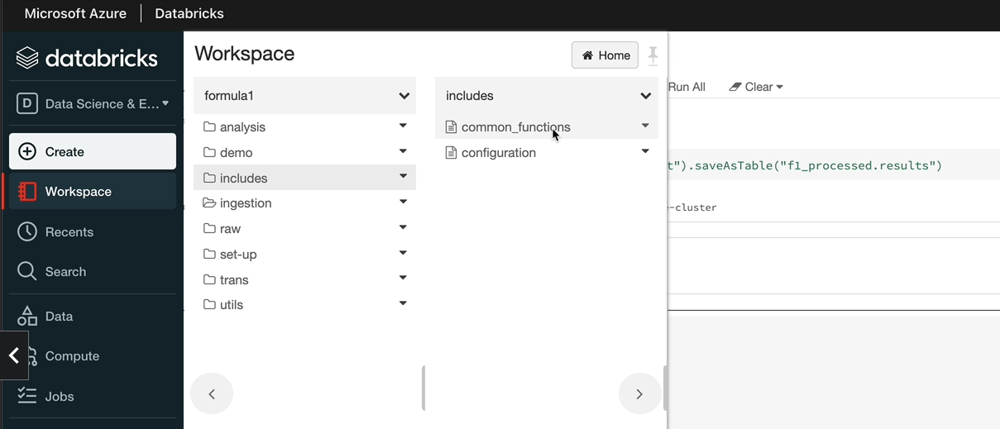 Microsoft Azure
Databricks
databricks
D Data Science & E...
Create
Workspace
Recents
Search
Data
Compute
Jobs
Workspace
Home
formula1
analysis
demo
includes
ingestion
raw
set-up
trans
utils
includes
common_functions
configuration
Run All
Clear
t").saveAsTable("f1_processed.results")
-cluster